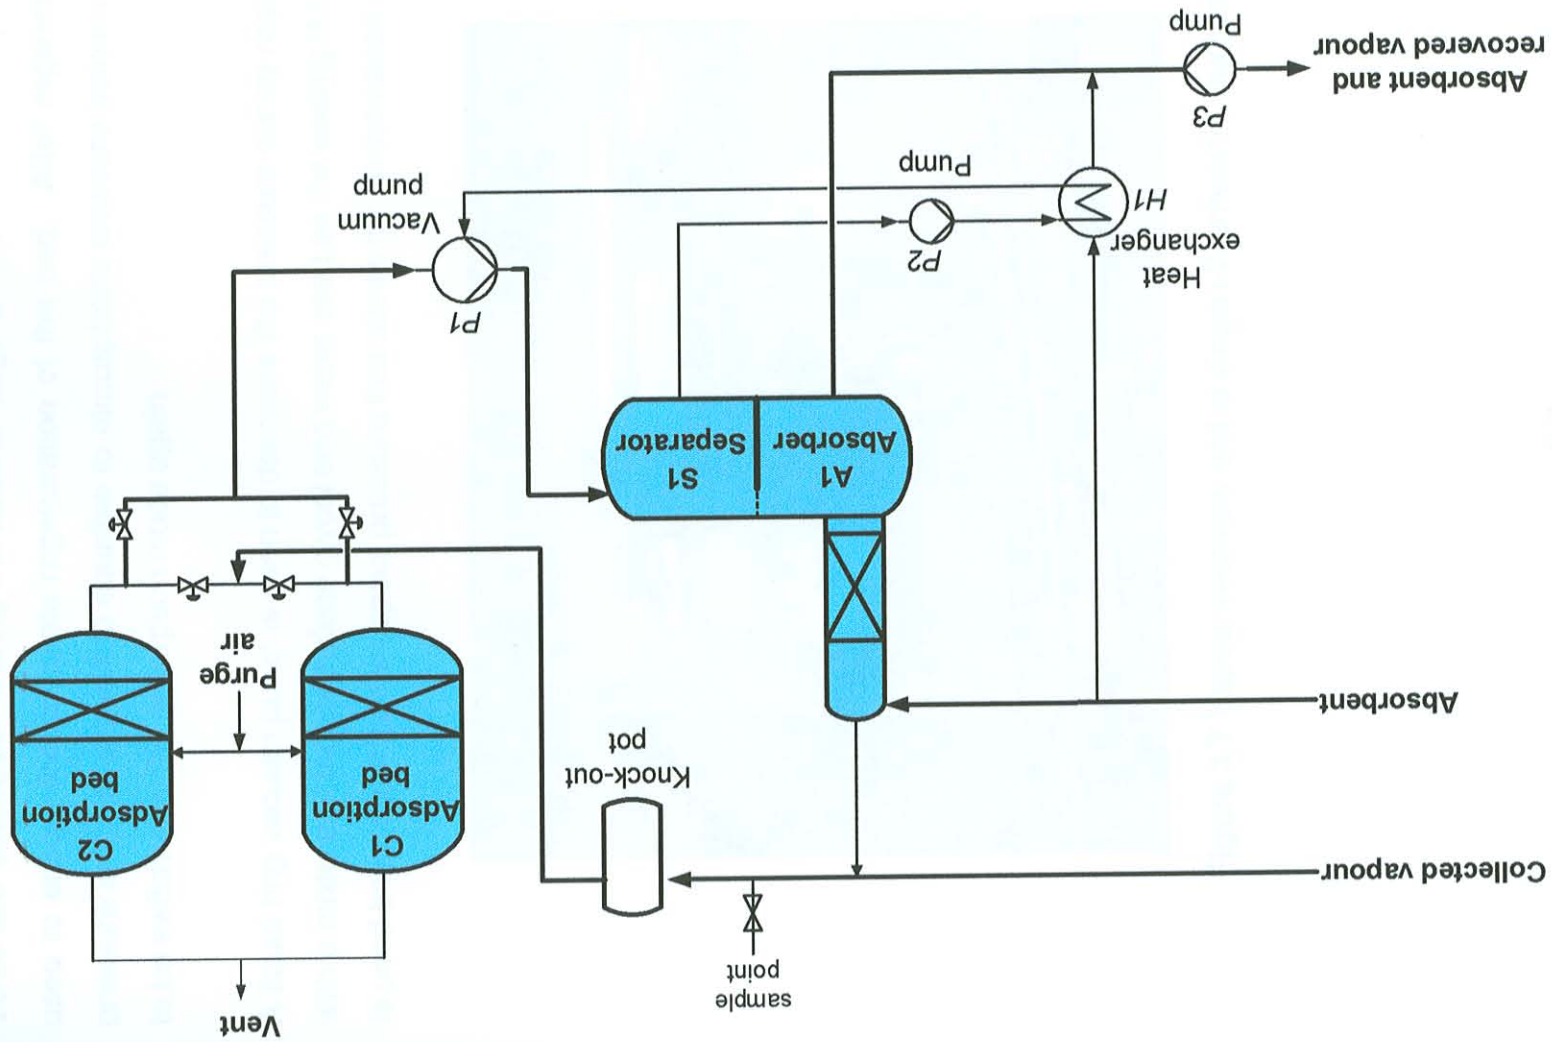 Vent
sample
point
Collected vapour
C1
Adsorption
bed
C2
Adsorption
bed
Knock-out
pot
Absorbent
Purge
air
A1
Absorber
S1
Separator
Heat
exchanger
H1
P2
Pump
P1
Vacuum
pump
P3
Pump
Absorbent and
recovered vapour